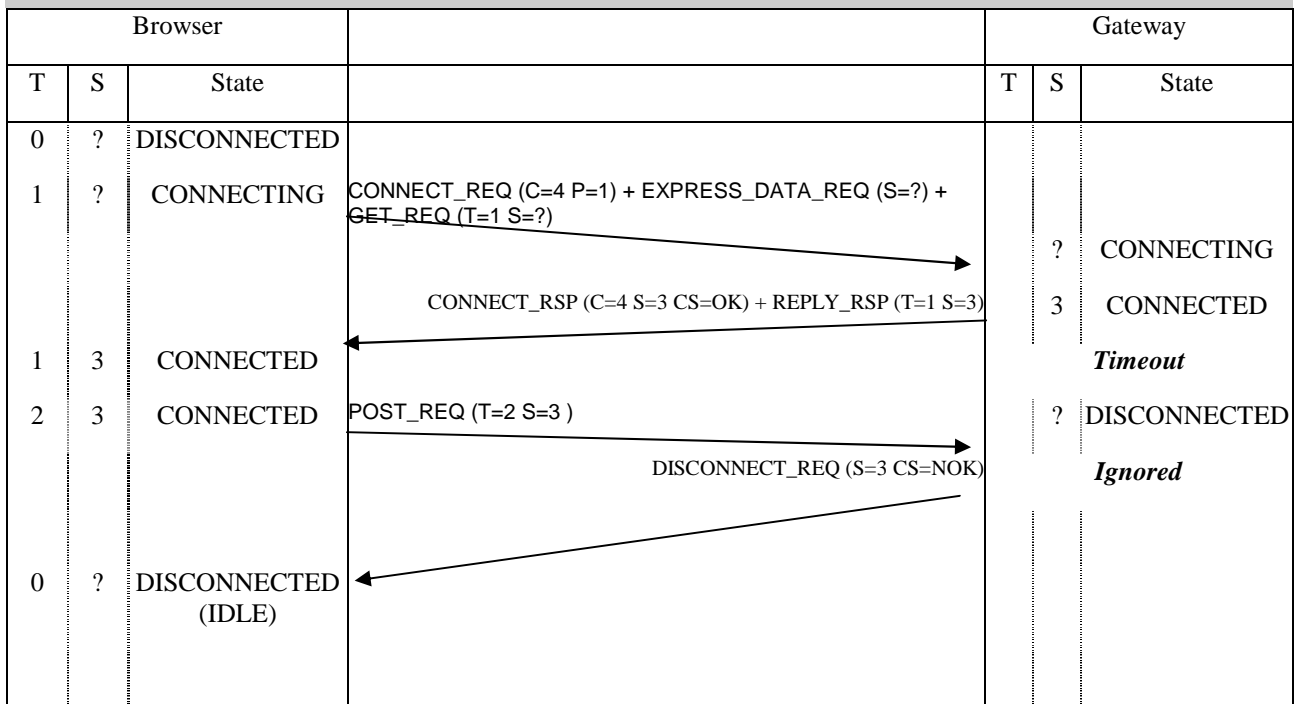 Browser Gateway
T S State T S State
0 ? DISCONNECTED
1 ? CONNECTING CONNECT_REQ (C=4 P=1) + EXPRESS_DATA_REQ (S=?) +
GET_REQ (T=1 S=?)
? CONNECTING
CONNECT_RSP (C=4 S=3 CS=OK) + REPLY_RSP (T=1 S=3) 3 CONNECTED
1 3 CONNECTED Timeout
2 3 CONNECTED POST_REQ (T=2 S=3 ) ? DISCONNECTED
DISCONNECT_REQ (S=3 CS=NOK) Ignored
0 ? DISCONNECTED
(IDLE)